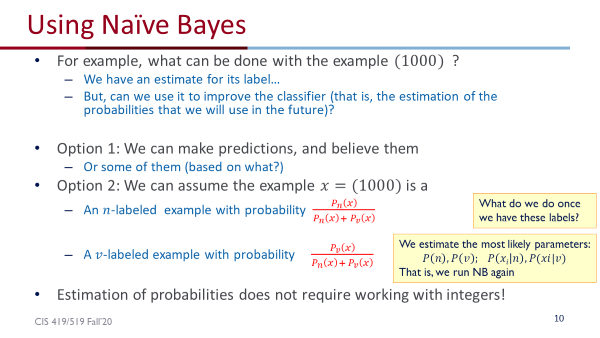 Using Naïve Bayes
• For example, what can be done with the example (1000) ?
– We have an estimate for its label…
– But, can we use it to improve the classifier (that is, the estimation of the
probabilities that we will use in the future)?
• Option 1: We can make predictions, and believe them
– Or some of them (based on what?)
• Option 2: We can assume the example 𝑥 = (1000) is a
– An 𝑛-labeled example with probability P_n(x) / (P_n(x)+ P_v(x))
What do we do once
we have these labels?
– A 𝑣-labeled example with probability P_v(x) / (P_n(x)+ P_v(x))
We estimate the most likely parameters:
P(n), P(v); P(x_i|n), P(xi|v)
That is, we run NB again
• Estimation of probabilities does not require working with integers!
CIS 419/519 Fall'20
10